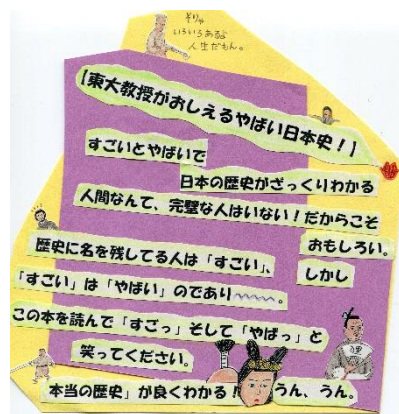 そりゃ
いろいろあるよ
人生だもん。
【東大教授がおしえるやばい日本史！】
すごいとやばいで
日本の歴史がざっくりわかる
人間なんて、完璧な人はいない！だからこそ
おもしろい。
歴史に名を残してる人は「すごい」、
しかし
「すごい」は「やばい」のであり〜〜〜。
この本を読んで「すごっ」そして「やばっ」と
笑ってください。
本当の歴史」が良くわかる！
うん、うん。